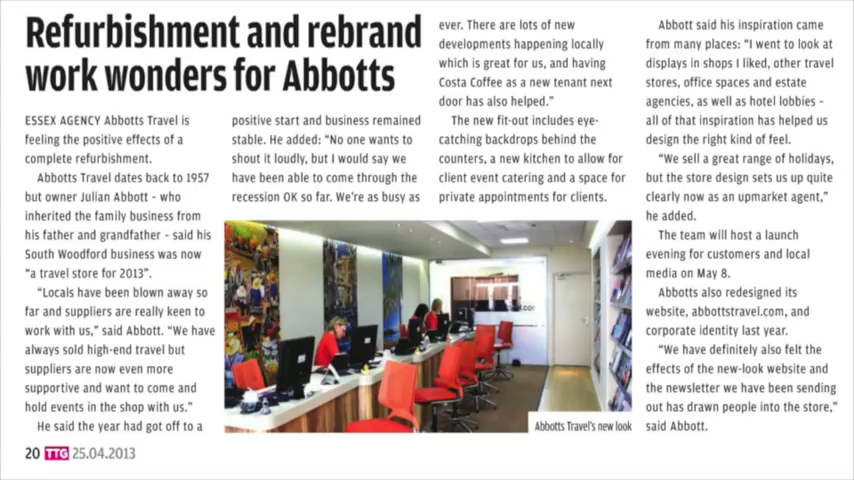 Refurbishment and rebrand
work wonders for Abbotts
ESSEX AGENCY Abbotts Travel is
feeling the positive effects of a
complete refurbishment.
Abbotts Travel dates back to 1957
but owner Julian Abbott – who
inherited the family business from
his father and grandfather – said his
South Woodford business was now
“a travel store for 2013”.
“Locals have been blown away so
far and suppliers are really keen to
work with us,” said Abbott. “We have
always sold high-end travel but
suppliers are now even more
supportive and want to come and
hold events in the shop with us.”
He said the year had got off to a
positive start and business remained
stable. He added: “No one wants to
shout it loudly, but I would say we
have been able to come through the
recession OK so far. We’re as busy as
ever. There are lots of new
developments happening locally
which is great for us, and having
Costa Coffee as a new tenant next
door has also helped.”
The new fit-out includes eye-
catching backdrops behind the
counters, a new kitchen to allow for
client event catering and a space for
private appointments for clients.
Abbotts Travel’s new look
Abbott said his inspiration came
from many places: “I went to look at
displays in shops I liked, other travel
stores, office spaces and estate
agencies, as well as hotel lobbies –
all of that inspiration has helped us
design the right kind of feel.
“We sell a great range of holidays,
but the store design sets us up quite
clearly now as an upmarket agent,”
he added.
The team will host a launch
evening for customers and local
media on May 8.
Abbotts also redesigned its
website, abbottstravel.com, and
corporate identity last year.
“We have definitely also felt the
effects of the new-look website and
the newsletter we have been sending
out has drawn people into the store,”
said Abbott.
20 TTG 25.04.2013